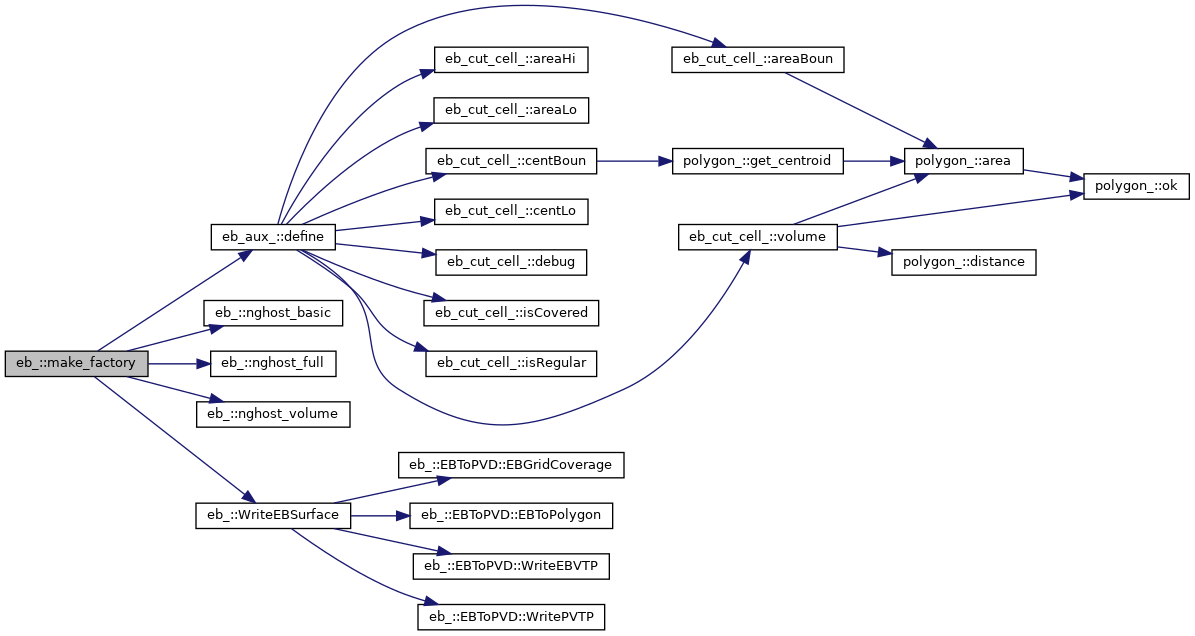 eb_::make_factory
eb_aux_::define
eb_::nghost_basic
eb_::nghost_full
eb_::nghost_volume
eb_::WriteEBSurface
eb_cut_cell_::areaHi
eb_cut_cell_::areaLo
eb_cut_cell_::centBoun
eb_cut_cell_::centLo
eb_cut_cell_::debug
eb_cut_cell_::isCovered
eb_cut_cell_::isRegular
eb_::EBToPVD::EBGridCoverage
eb_::EBToPVD::EBToPolygon
eb_::EBToPVD::WriteEBVTP
eb_::EBToPVD::WritePVTP
eb_cut_cell_::areaBoun
polygon_::get_centroid
eb_cut_cell_::volume
polygon_::area
polygon_::distance
polygon_::ok